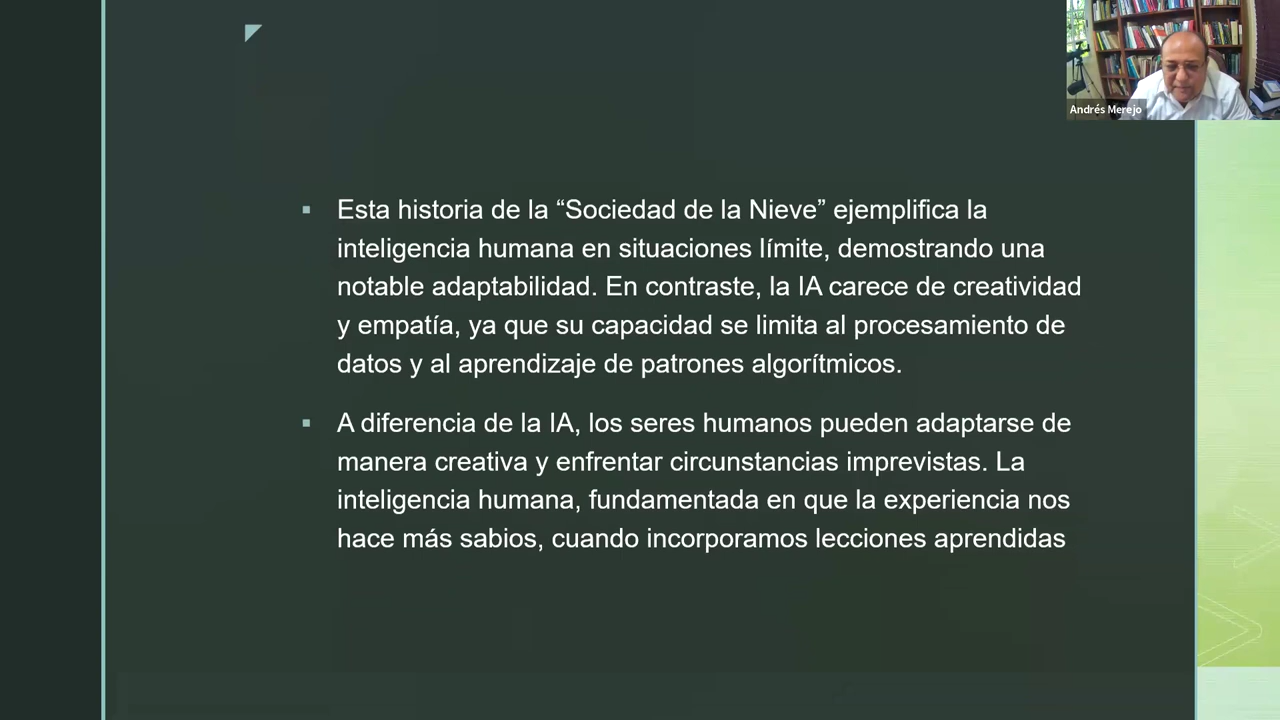 Andrés Merejo
Esta historia de la “Sociedad de la Nieve” ejemplifica la
inteligencia humana en situaciones límite, demostrando una
notable adaptabilidad. En contraste, la IA carece de creatividad
y empatía, ya que su capacidad se limita al procesamiento de
datos y al aprendizaje de patrones algorítmicos.
A diferencia de la IA, los seres humanos pueden adaptarse de
manera creativa y enfrentar circunstancias imprevistas. La
inteligencia humana, fundamentada en que la experiencia nos
hace más sabios, cuando incorporamos lecciones aprendidas